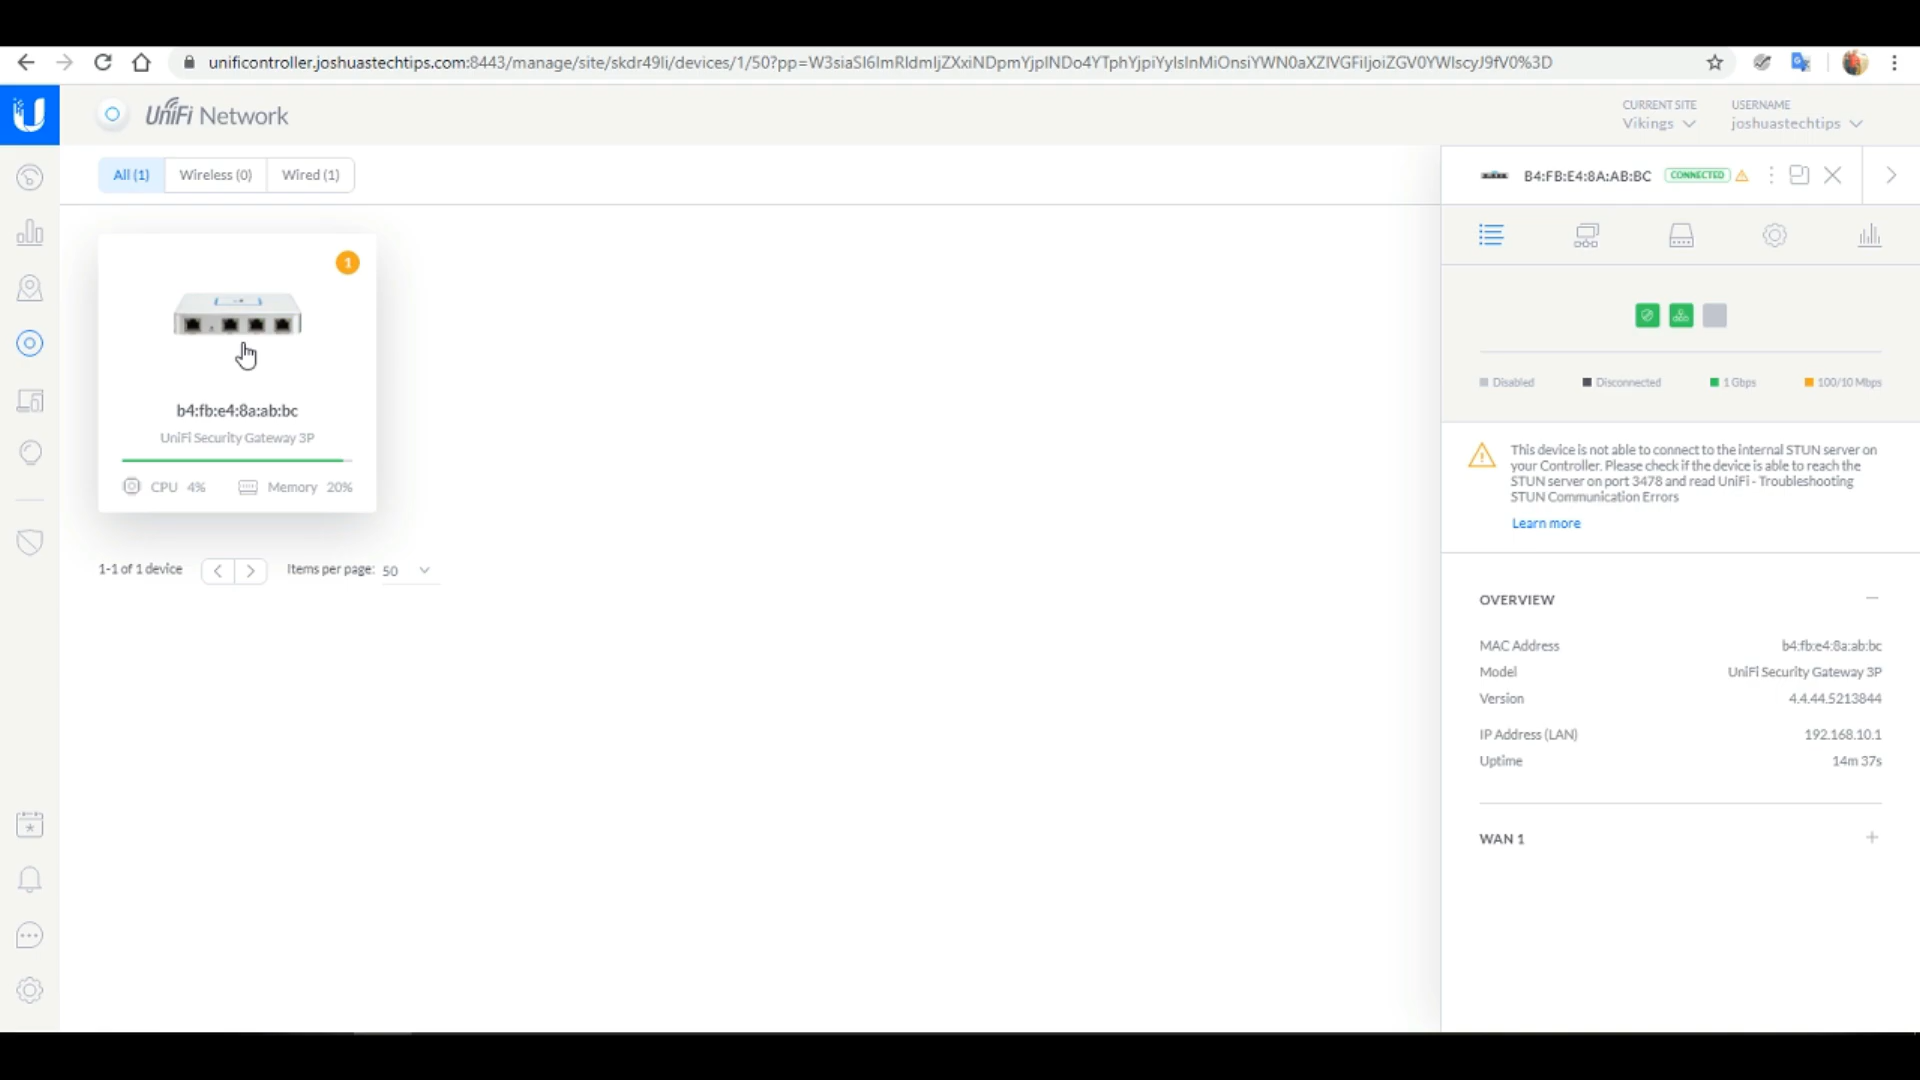 unificontroller.joshuastechtips.com:8443/manage/site/skdr49li/devices/1/50?pp=W3siaSI6ImRldmljZXxiNDpmYjplNDo4YTphYjpiYyIsInMiOnsiYWN0aXZlVGFiIjoiZGV0YWlscyJ9fV0%3D
UniFi Network
CURRENT SITE
Vikings
USERNAME
joshuastechtips
All (1)
Wireless (0)
Wired (1)
B4:FB:E4:8A:AB:BC
CONNECTED
1
b4:fb:e4:8a:ab:bc
UniFi Security Gateway 3P
CPU 4%
Memory 20%
1-1 of 1 device
Items per page: 50
Disabled
Disconnected
1 Gbps
100/10 Mbps
This device is not able to connect to the internal STUN server on
your Controller. Please check if the device is able to reach the
STUN server on port 3478 and read UniFi - Troubleshooting
STUN Communication Errors
Learn more
OVERVIEW
MAC Address b4:fb:e4:8a:ab:bc
Model UniFi Security Gateway 3P
Version 4.4.44.5213844
IP Address (LAN) 192.168.10.1
Uptime 14m 37s
WAN 1